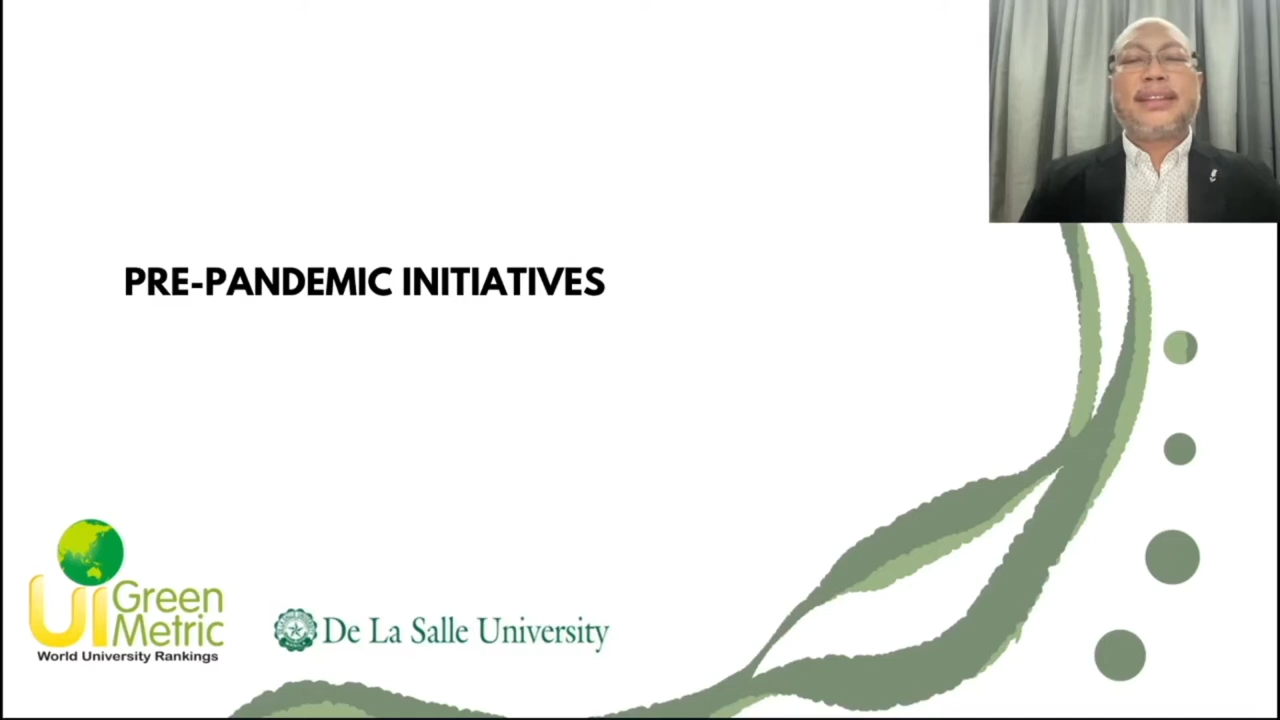 PRE-PANDEMIC INITIATIVES
UI Green
Metric
World University Rankings
De La Salle University